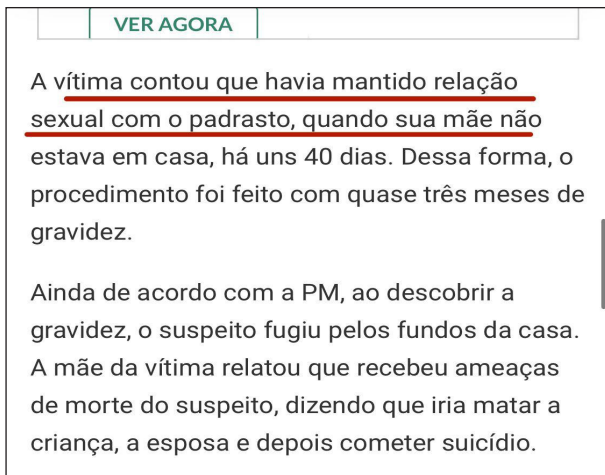 VER AGORA
A vítima contou que havia mantido relação
sexual com o padrasto, quando sua mãe não
estava em casa, há uns 40 dias. Dessa forma, o
procedimento foi feito com quase três meses de
gravidez.
Ainda de acordo com a PM, ao descobrir a
gravidez, o suspeito fugiu pelos fundos da casa.
A mãe da vítima relatou que recebeu ameaças
de morte do suspeito, dizendo que iria matar a
criança, a esposa e depois cometer suicídio.